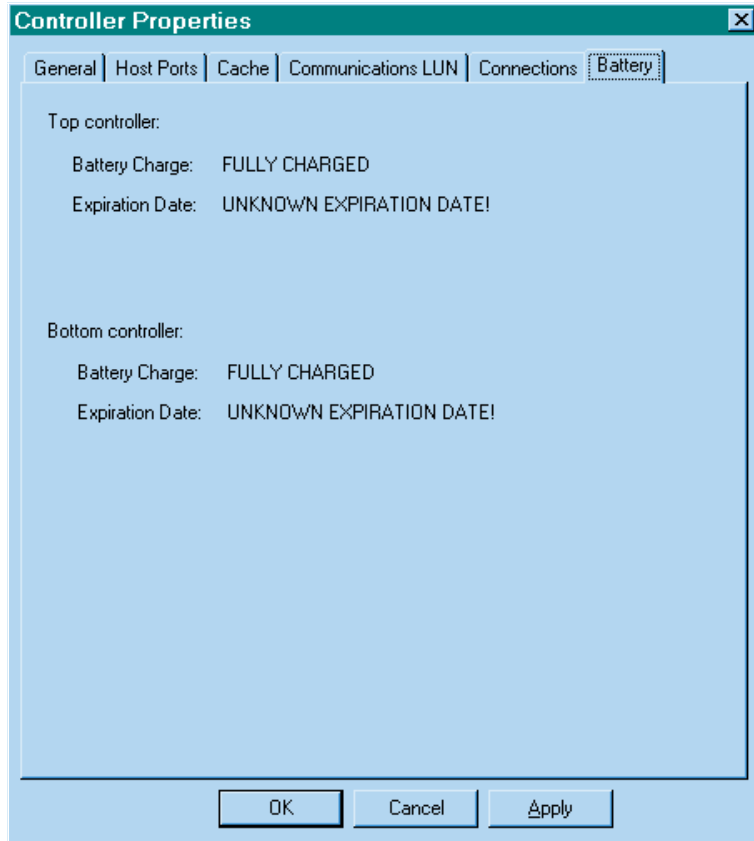 Controller Properties
General Host Ports Cache Communications LUN Connections Battery
Top controller:
Battery Charge: FULLY CHARGED
Expiration Date: UNKNOWN EXPIRATION DATE!
Bottom controller:
Battery Charge: FULLY CHARGED
Expiration Date: UNKNOWN EXPIRATION DATE!
OK Cancel Apply